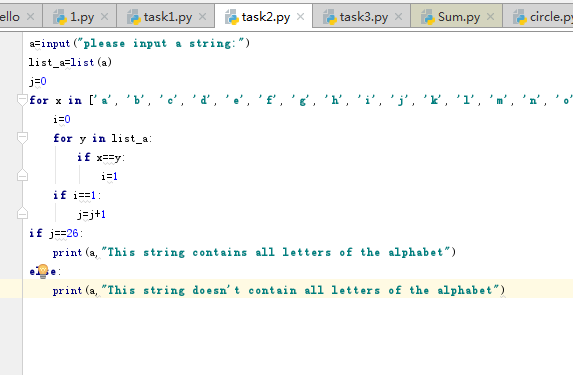 ello 1.py task1.py task2.py task3.py Sum.py circle.py
a=input("please input a string:")
list_a=list(a)
j=0
for x in ['a', 'b', 'c', 'd', 'e', 'f', 'g', 'h', 'i', 'j', 'k', 'l', 'm', 'n', 'o'
i=0
for y in list_a:
if x==y:
i=1
if i==1:
j=j+1
if j==26:
print(a,"This string contains all letters of the alphabet")
else:
print(a,"This string doesn't contain all letters of the alphabet")